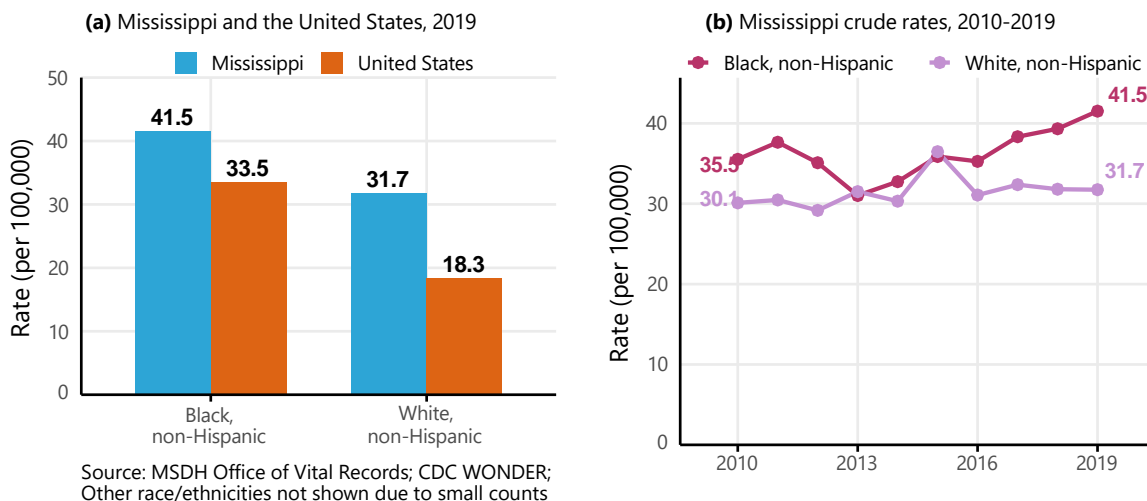 (a) Mississippi and the United States, 2019
Mississippi United States
Rate (per 100,000)
50
40
30
20
10
0
41.5
33.5
31.7
18.3
Black,
non-Hispanic
White,
non-Hispanic
Source: MSDH Office of Vital Records; CDC WONDER;
Other race/ethnicities not shown due to small counts
(b) Mississippi crude rates, 2010-2019
Black, non-Hispanic White, non-Hispanic
Rate (per 100,000)
40
30
20
10
0
41.5
35.5
31.7
30.1
2010 2013 2016 2019